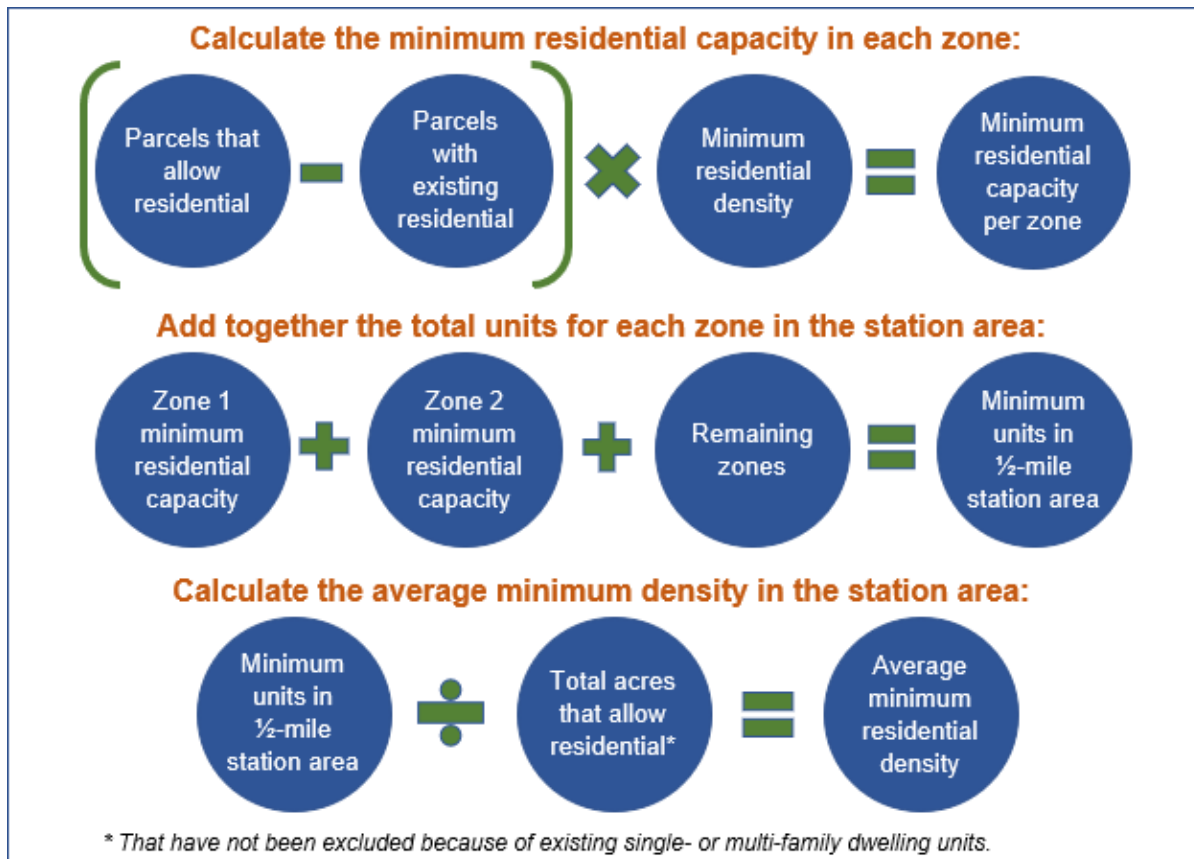 Calculate the minimum residential capacity in each zone:
Parcels that
allow
residential
Parcels
with
existing
residential
Minimum
residential
density
Minimum
residential
capacity
per zone
Add together the total units for each zone in the station area:
Zone 1
minimum
residential
capacity
Zone 2
minimum
residential
capacity
Remaining
zones
Minimum
units in
½-mile
station area
Calculate the average minimum density in the station area:
Minimum
units in
½-mile
station area
Total acres
that allow
residential*
Average
minimum
residential
density
* That have not been excluded because of existing single- or multi-family dwelling units.